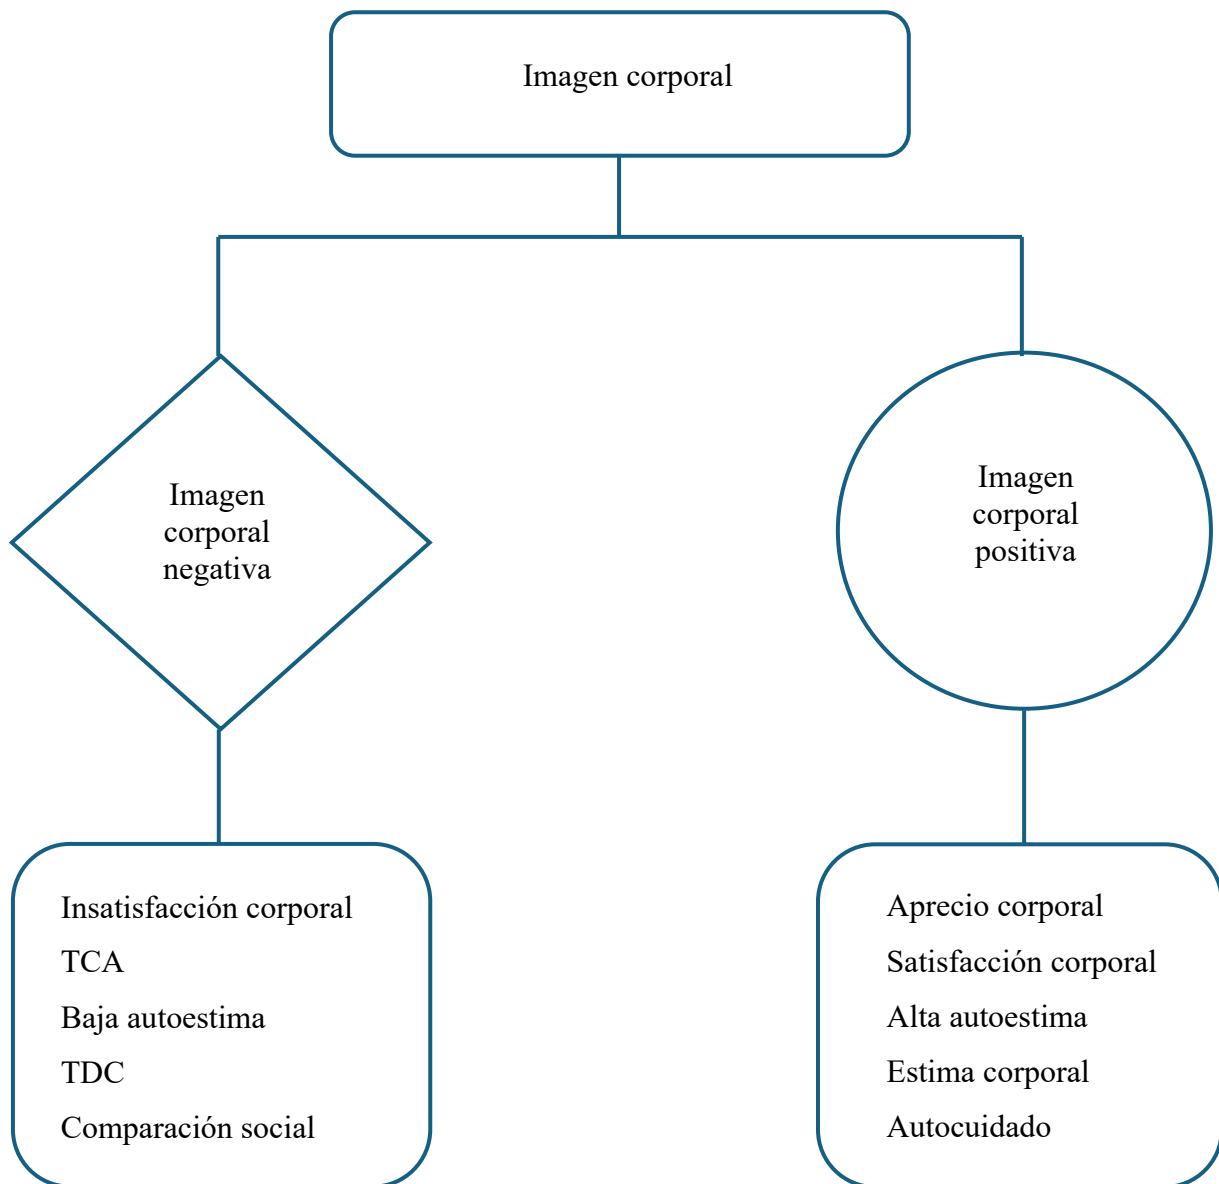 Imagen corporal
Imagen
corporal
negativa
Imagen
corporal
positiva
Insatisfacción corporal
TCA
Baja autoestima
TDC
Comparación social
Aprecio corporal
Satisfacción corporal
Alta autoestima
Estima corporal
Autocuidado